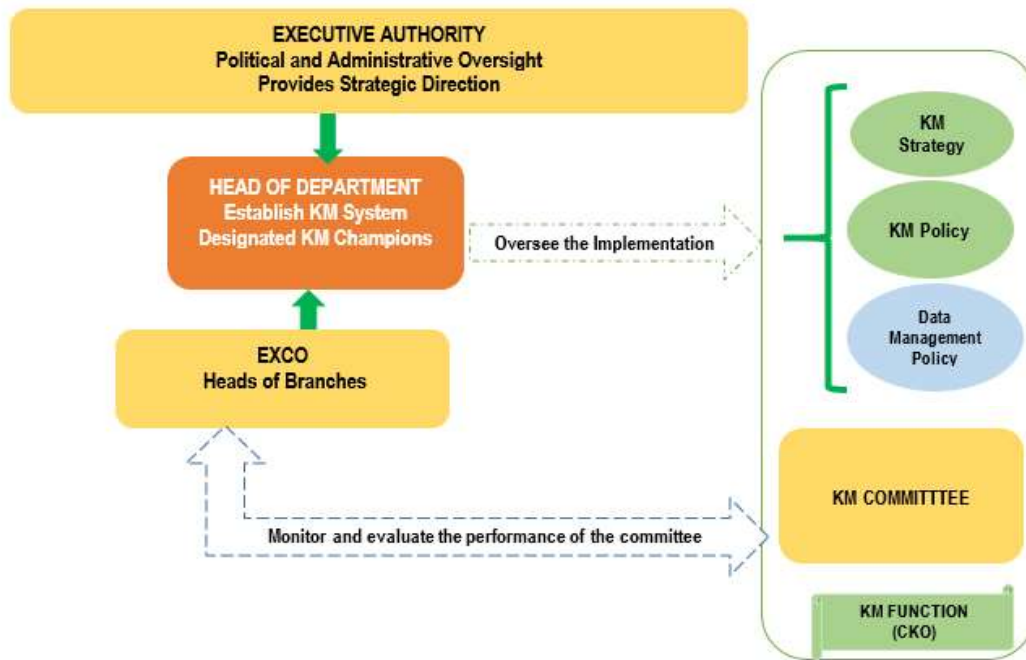 EXECUTIVE AUTHORITY
Political and Administrative Oversight
Provides Strategic Direction
HEAD OF DEPARTMENT
Establish KM System
Designated KM Champions
Oversee the Implementation
KM
Strategy
KM Policy
Data
Management
Policy
EXCO
Heads of Branches
KM COMMITTTEE
Monitor and evaluate the performance of the committee
KM FUNCTION
(CKO)